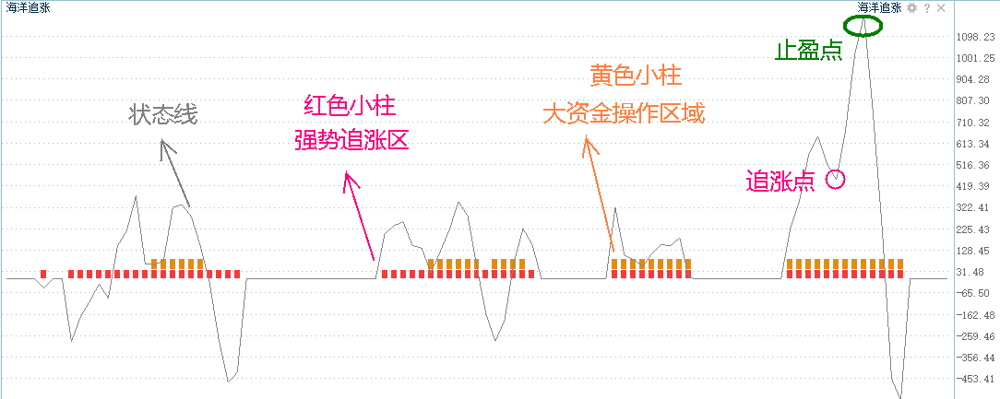 海洋追涨
海洋追涨 ?
止盈点
黄色小柱
大资金操作区域
红色小柱
强势追涨区
状态线
追涨点
1098.23
1001.25
904.28
807.30
710.32
613.34
516.36
419.39
322.41
225.43
128.45
31.48
-65.50
-162.48
-259.46
-356.44
-453.41